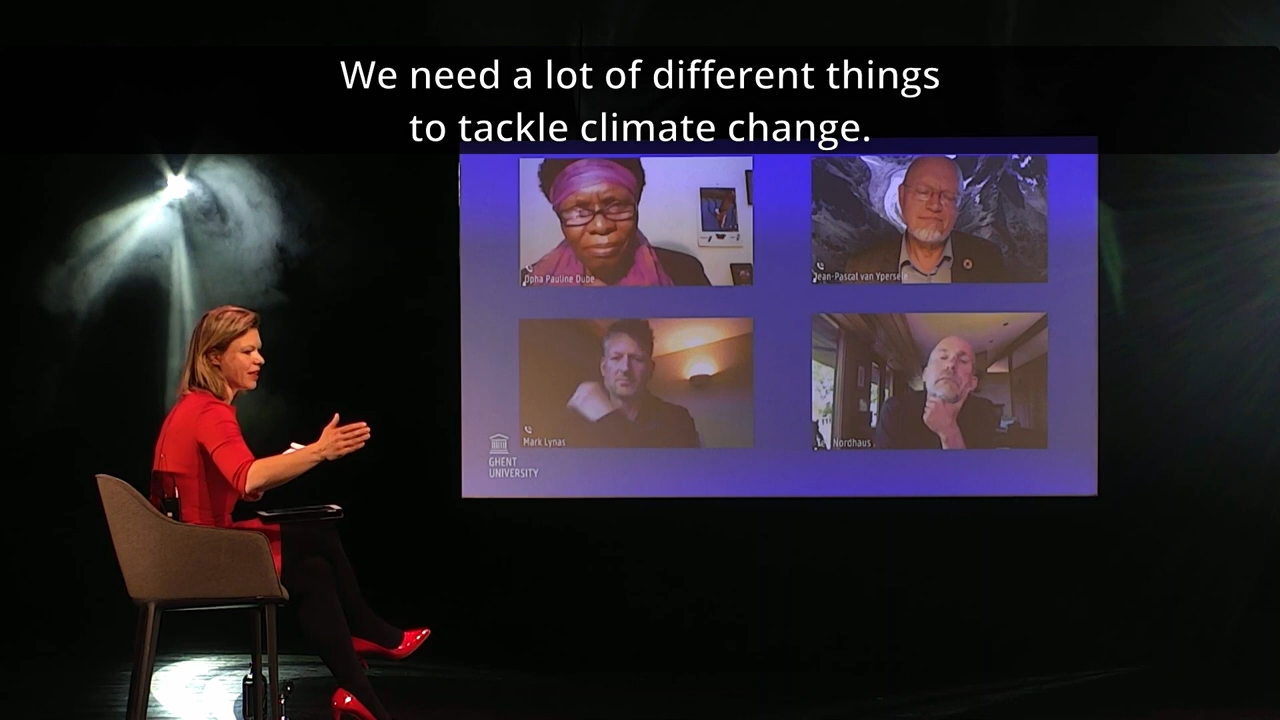 We need a lot of different things
to tackle climate change.
Opha Pauline Dube
Jean-Pascal van Ypersele
Mark Lynas
Nordhaus
GHENT
UNIVERSITY